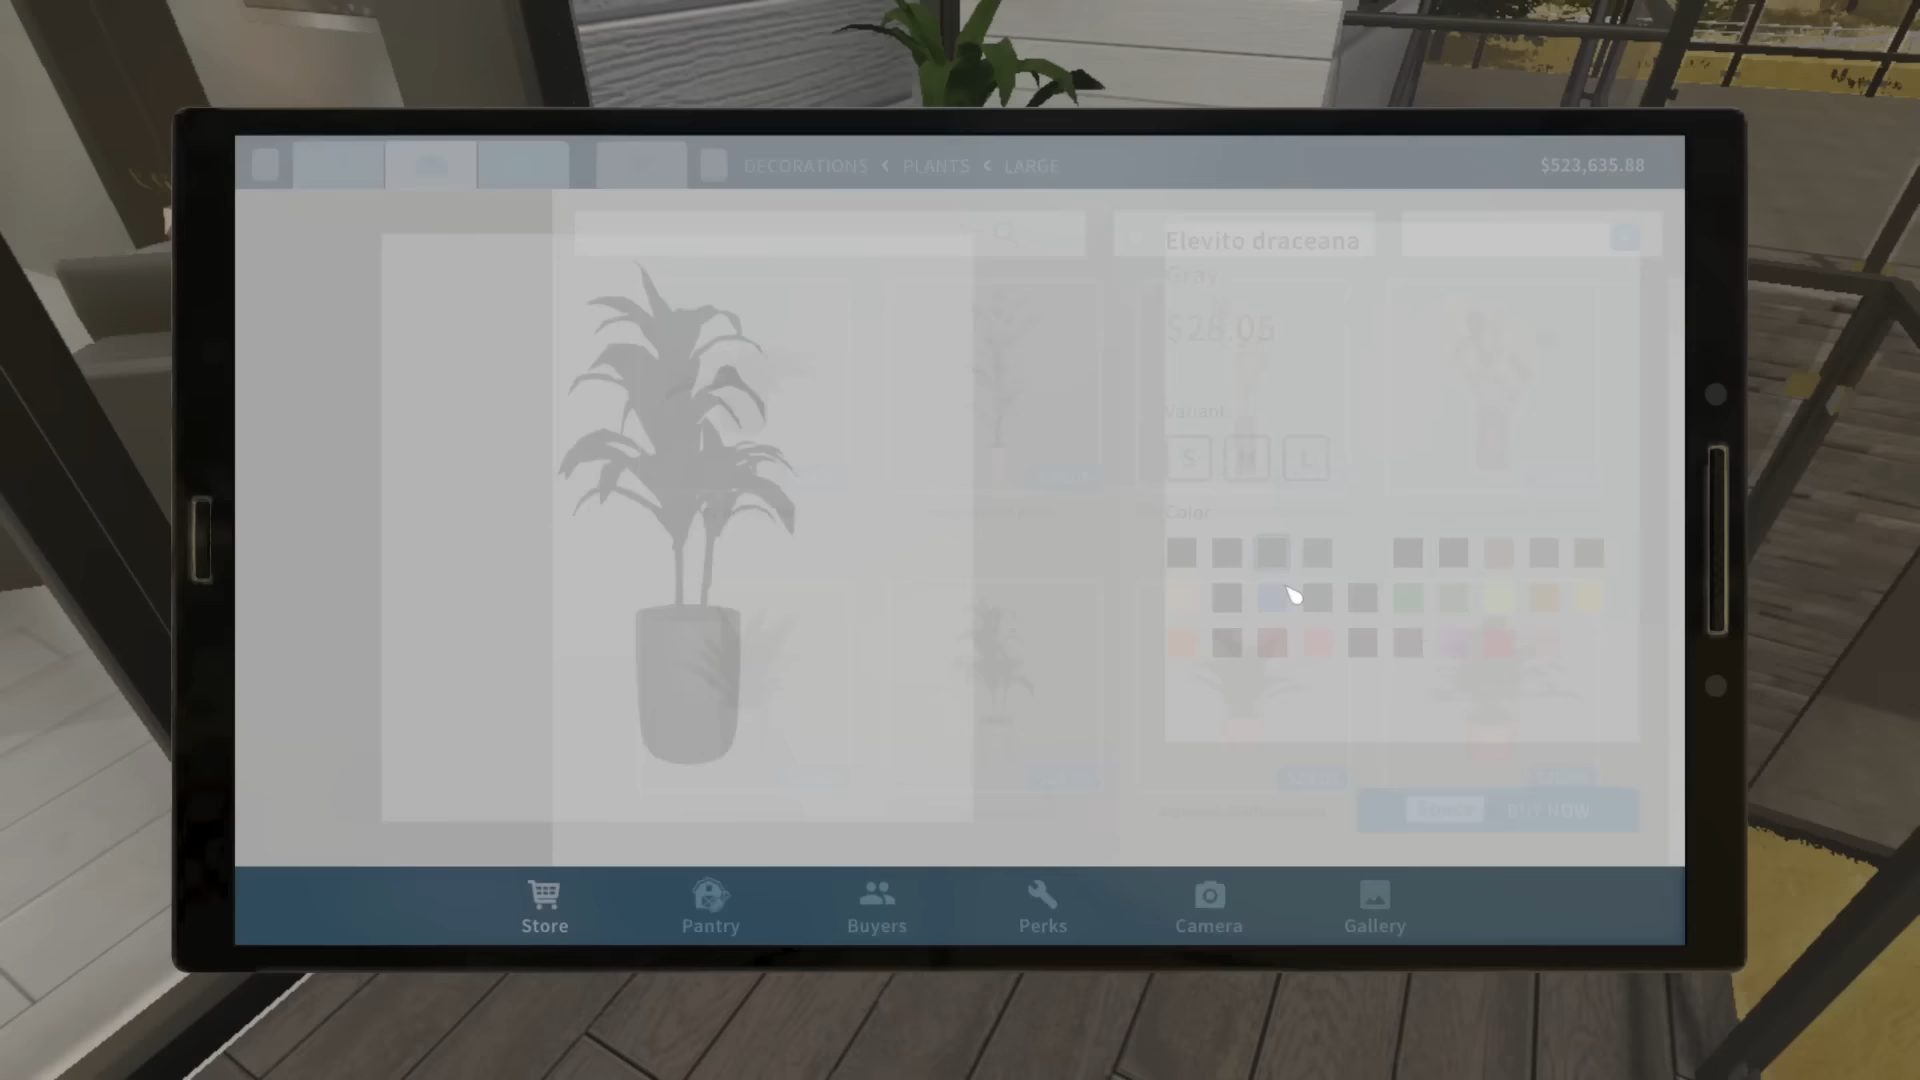 DECORATIONS < PLANTS < LARGE
$523,635.88
Elevito draceana
Gray
$28.05
Variant
S M L
Color
BUY NOW
Store
Pantry
Buyers
Perks
Camera
Gallery